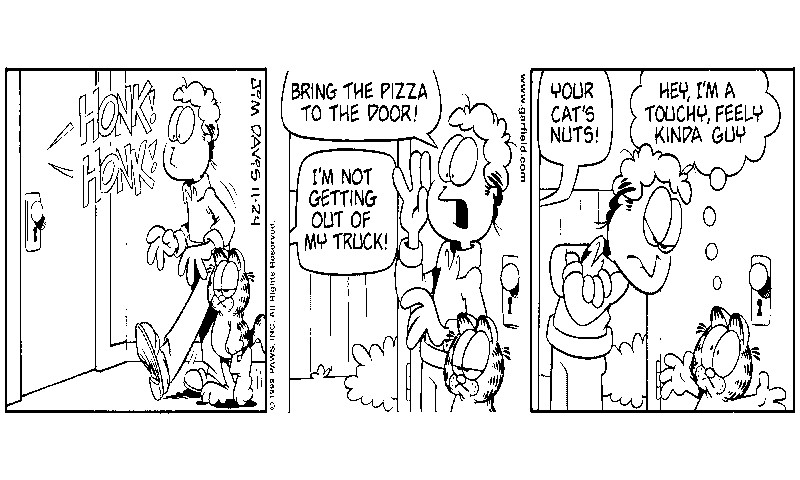 HONK!
HONK!
JIM DAVIS 11·24
© 1998 PAWS, INC. All Rights Reserved.
BRING THE PIZZA
TO THE DOOR!
I'M NOT
GETTING
OUT OF
MY TRUCK!
www.garfield.com
YOUR
CAT'S
NUTS!
HEY, I'M A
TOUCHY, FEELY
KINDA GUY